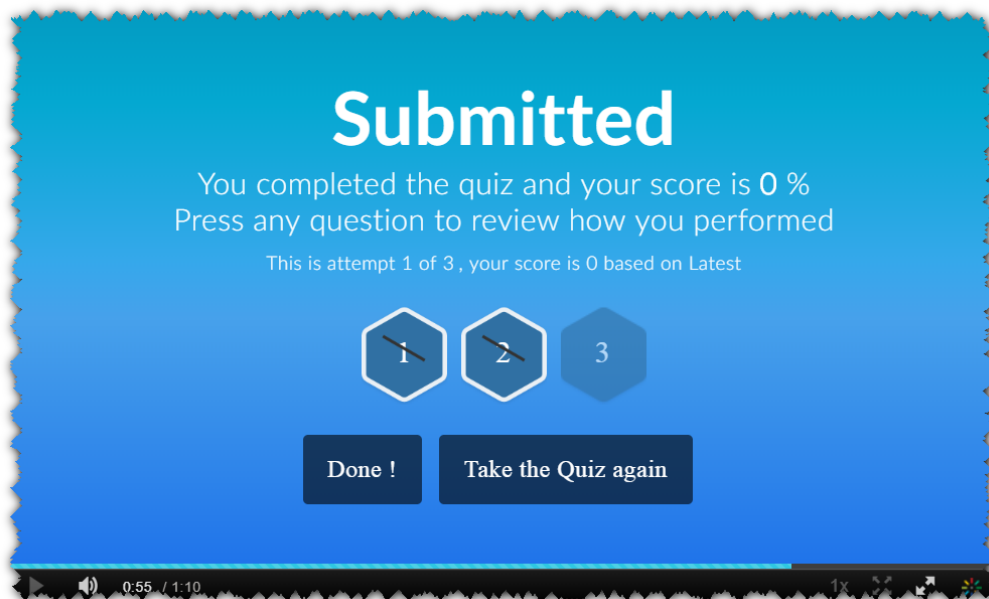 Submitted
You completed the quiz and your score is 0 %
Press any question to review how you performed
This is attempt 1 of 3 , your score is 0 based on Latest
1 2 3
Done ! Take the Quiz again
0:55 / 1:10 1x